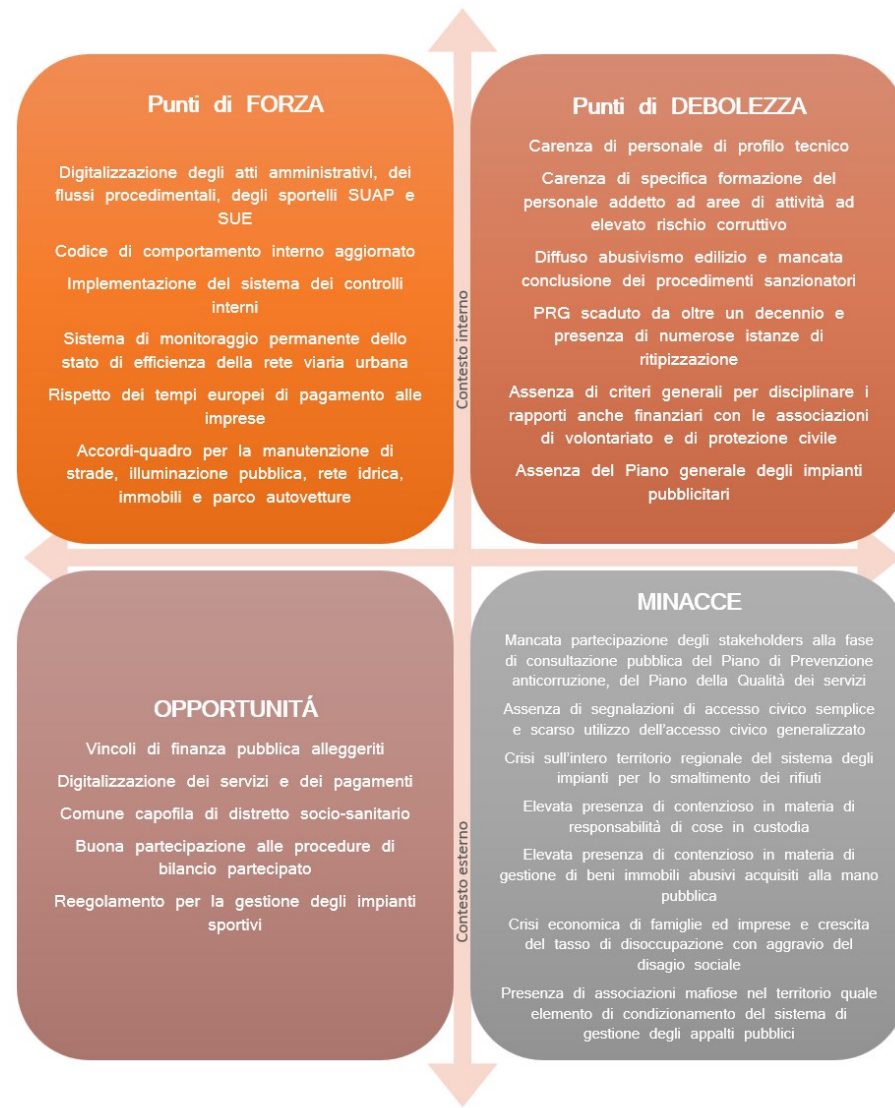 Punti di FORZA
Digitalizzazione degli atti amministrativi, dei
flussi procedimentali, degli sportelli SUAP e
SUE
Codice di comportamento interno aggiornato
Implementazione del sistema dei controlli
interni
Sistema di monitoraggio permanente dello
stato di efficienza della rete viaria urbana
Rispetto dei tempi europei di pagamento alle
imprese
Accordi-quadro per la manutenzione di
strade, illuminazione pubblica, rete idrica,
immobili e parco autovetture
Contesto interno
Punti di DEBOLEZZA
Carenza di personale di profilo tecnico
Carenza di specifica formazione del
personale addetto ad aree di attività ad
elevato rischio corruttivo
Diffuso abusivismo edilizio e mancata
conclusione dei procedimenti sanzionatori
PRG scaduto da oltre un decennio e
presenza di numerose istanze di
ritipizzazione
Assenza di criteri generali per disciplinare i
rapporti anche finanziari con le associazioni
di volontariato e di protezione civile
Assenza del Piano generale degli impianti
pubblicitari
OPPORTUNITÁ
Vincoli di finanza pubblica alleggeriti
Digitalizzazione dei servizi e dei pagamenti
Comune capofila di distretto socio-sanitario
Buona partecipazione alle procedure di
bilancio partecipato
Reegolamento per la gestione degli impianti
sportivi
Contesto esterno
MINACCE
Mancata partecipazione degli stakeholders alla fase
di consultazione pubblica del Piano di Prevenzione
anticorruzione, del Piano della Qualità dei servizi
Assenza di segnalazioni di accesso civico semplice
e scarso utilizzo dell'accesso civico generalizzato
Crisi sull'intero territorio regionale del sistema degli
impianti per lo smaltimento dei rifiuti
Elevata presenza di contenzioso in materia di
responsabilità di cose in custodia
Elevata presenza di contenzioso in materia di
gestione di beni immobili abusivi acquisiti alla mano
pubblica
Crisi economica di famiglie ed imprese e crescita
del tasso di disoccupazione con aggravio del
disagio sociale
Presenza di associazioni mafiose nel territorio quale
elemento di condizionamento del sistema di
gestione degli appalti pubblici